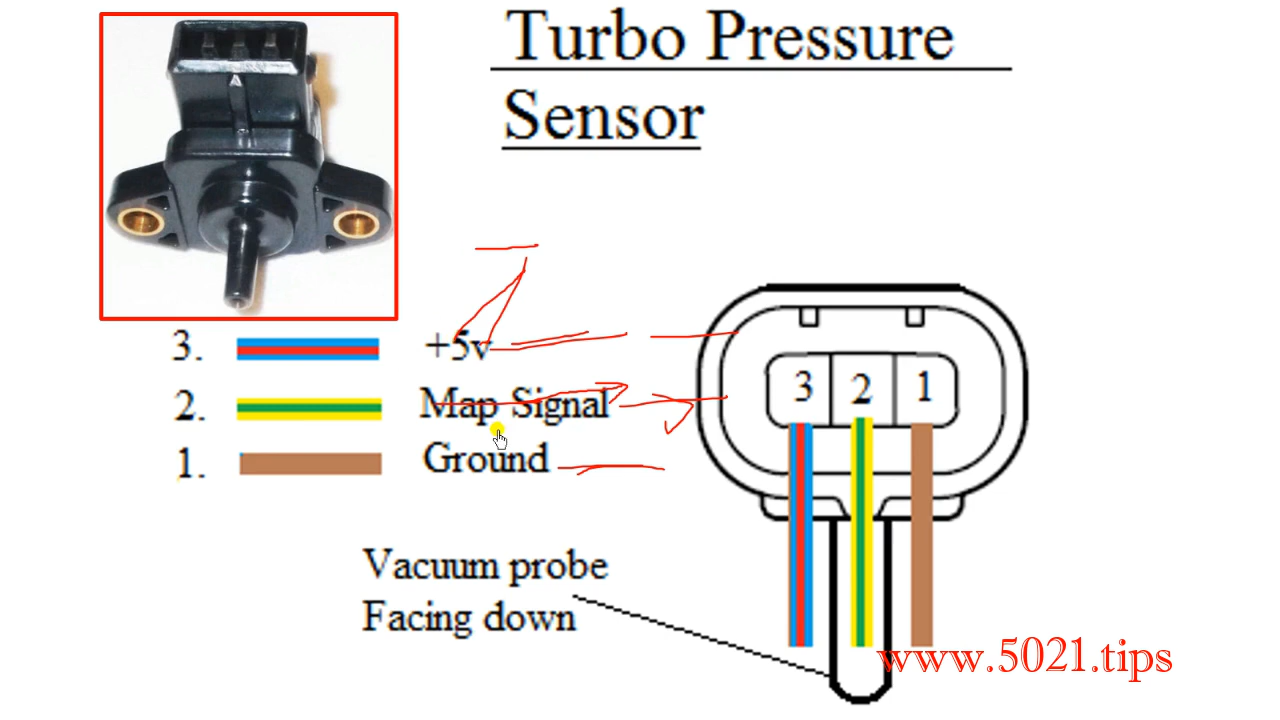 Turbo Pressure
Sensor
3. +5v
2. Map Signal
1. Ground
3 2 1
Vacuum probe
Facing down
www.5021.tips